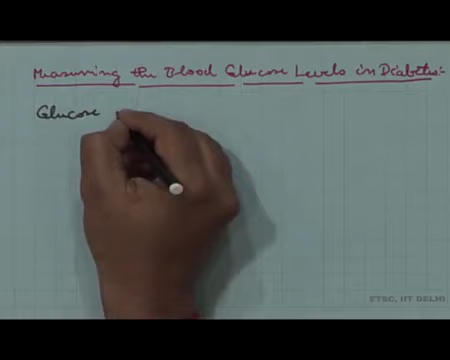 Measuring the Blood Glucose Levels in Diabetes:-
Glucose
ETSC, IIT DELHI